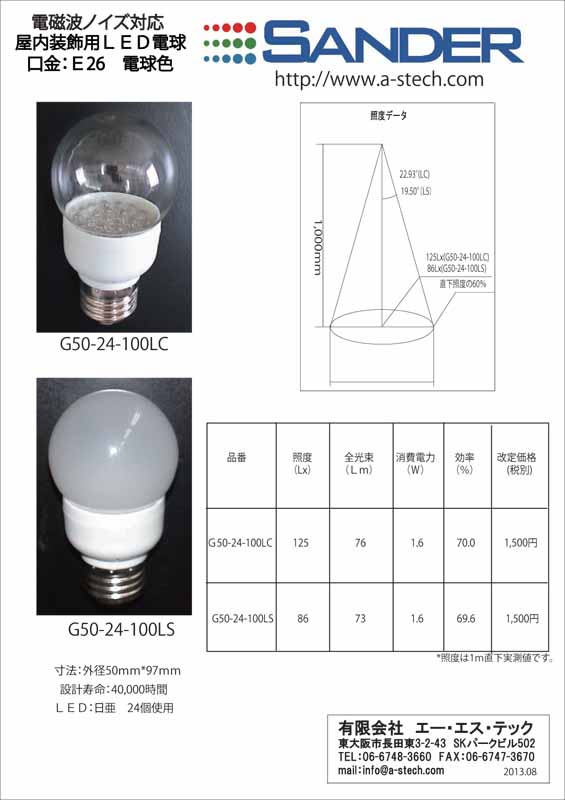 電磁波ノイズ対応
屋内装飾用ＬＥＤ電球
口金：Ｅ26　電球色
SANDER
http://www.a-stech.com
照度データ
22.93°(LC)
19.50°(LS)
1,000mm
125Lx(G50-24-100LC)
86Lx(G50-24-100LS)
直下照度の60%
G50-24-100LC
G50-24-100LS
品番 照度(Lx) 全光束(Ｌｍ) 消費電力(W) 効率(%) 改定価格(税別)
G50-24-100LC 125 76 1.6 70.0 1,500円
G50-24-100LS 86 73 1.6 69.6 1,500円
*照度は1m直下実測値です。
寸法：外径50mm*97mm
設計寿命：40,000時間
ＬＥＤ：日亜　24個使用
有限会社　エー・エス・テック
東大阪市長田東3-2-43　SKパークビル502
TEL：06-6748-3660　FAX：06-6747-3670
mail：info@a-stech.com
2013.08